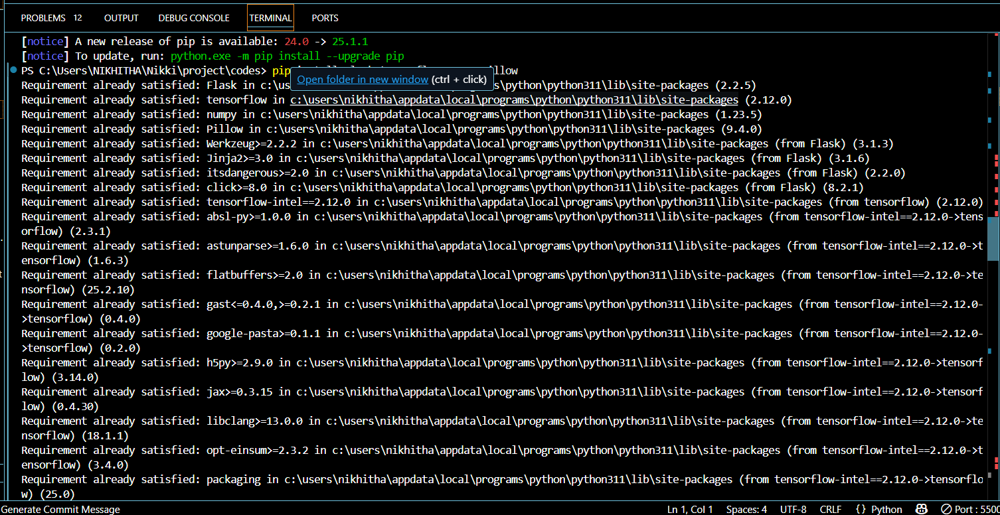 PROBLEMS 12 OUTPUT DEBUG CONSOLE TERMINAL PORTS
[notice] A new release of pip is available: 24.0 -> 25.1.1
[notice] To update, run: python.exe -m pip install --upgrade pip
PS C:\Users\NIKHITHA\Nikki\project\codes> pip llow
Open folder in new window (ctrl + click)
Requirement already satisfied: Flask in c:\us s\python\python311\lib\site-packages (2.2.5)
Requirement already satisfied: tensorflow in c:\users\nikhitha\appdata\local\programs\python\python311\lib\site-packages (2.12.0)
Requirement already satisfied: numpy in c:\users\nikhitha\appdata\local\programs\python\python311\lib\site-packages (1.23.5)
Requirement already satisfied: Pillow in c:\users\nikhitha\appdata\local\programs\python\python311\lib\site-packages (9.4.0)
Requirement already satisfied: Werkzeug>=2.2.2 in c:\users\nikhitha\appdata\local\programs\python\python311\lib\site-packages (from Flask) (3.1.3)
Requirement already satisfied: Jinja2>=3.0 in c:\users\nikhitha\appdata\local\programs\python\python311\lib\site-packages (from Flask) (3.1.6)
Requirement already satisfied: itsdangerous>=2.0 in c:\users\nikhitha\appdata\local\programs\python\python311\lib\site-packages (from Flask) (2.2.0)
Requirement already satisfied: click>=8.0 in c:\users\nikhitha\appdata\local\programs\python\python311\lib\site-packages (from Flask) (8.2.1)
Requirement already satisfied: tensorflow-intel==2.12.0 in c:\users\nikhitha\appdata\local\programs\python\python311\lib\site-packages (from tensorflow) (2.12.0)
Requirement already satisfied: absl-py>=1.0.0 in c:\users\nikhitha\appdata\local\programs\python\python311\lib\site-packages (from tensorflow-intel==2.12.0->tens
orflow) (2.3.1)
Requirement already satisfied: astunparse>=1.6.0 in c:\users\nikhitha\appdata\local\programs\python\python311\lib\site-packages (from tensorflow-intel==2.12.0->t
ensorflow) (1.6.3)
Requirement already satisfied: flatbuffers>=2.0 in c:\users\nikhitha\appdata\local\programs\python\python311\lib\site-packages (from tensorflow-intel==2.12.0->te
nsorflow) (25.2.10)
Requirement already satisfied: gast<=0.4.0,>=0.2.1 in c:\users\nikhitha\appdata\local\programs\python\python311\lib\site-packages (from tensorflow-intel==2.12.0-
>tensorflow) (0.4.0)
Requirement already satisfied: google-pasta>=0.1.1 in c:\users\nikhitha\appdata\local\programs\python\python311\lib\site-packages (from tensorflow-intel==2.12.0-
>tensorflow) (0.2.0)
Requirement already satisfied: h5py>=2.9.0 in c:\users\nikhitha\appdata\local\programs\python\python311\lib\site-packages (from tensorflow-intel==2.12.0->tensorf
low) (3.14.0)
Requirement already satisfied: jax>=0.3.15 in c:\users\nikhitha\appdata\local\programs\python\python311\lib\site-packages (from tensorflow-intel==2.12.0->tensorf
low) (0.4.30)
Requirement already satisfied: libclang>=13.0.0 in c:\users\nikhitha\appdata\local\programs\python\python311\lib\site-packages (from tensorflow-intel==2.12.0->te
nsorflow) (18.1.1)
Requirement already satisfied: opt-einsum>=2.3.2 in c:\users\nikhitha\appdata\local\programs\python\python311\lib\site-packages (from tensorflow-intel==2.12.0->t
ensorflow) (3.4.0)
Requirement already satisfied: packaging in c:\users\nikhitha\appdata\local\programs\python\python311\lib\site-packages (from tensorflow-intel==2.12.0->tensorflo
w) (25.0)
Generate Commit Message Ln 1, Col 1 Spaces: 4 UTF-8 CRLF {} Python Port : 5500